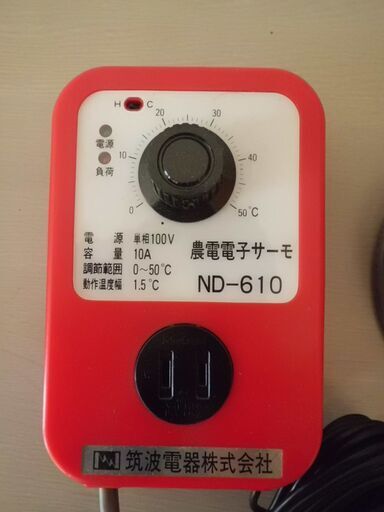 H C
0 10 20 30 40 50℃
電源
負荷
電源 単相100V
容量 10A
調節範囲 0~50℃
動作温度幅 1.5℃
農電電子サーモ
ND-610
筑波電器株式会社